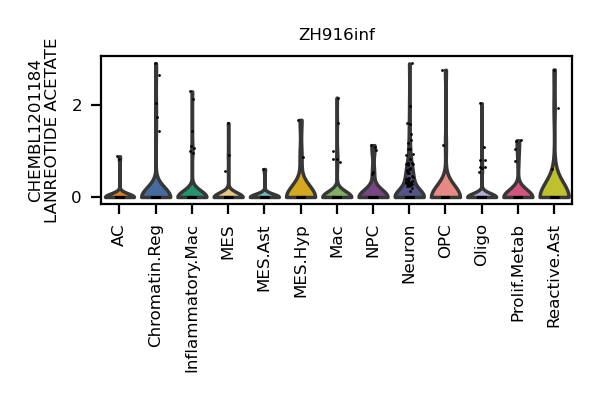 ZH916inf
CHEMBL1201184
LANREOTIDE ACETATE
2
0
AC
Chromatin.Reg
Inflammatory.Mac
MES
MES.Ast
MES.Hyp
Mac
NPC
Neuron
OPC
Oligo
Prolif.Metab
Reactive.Ast